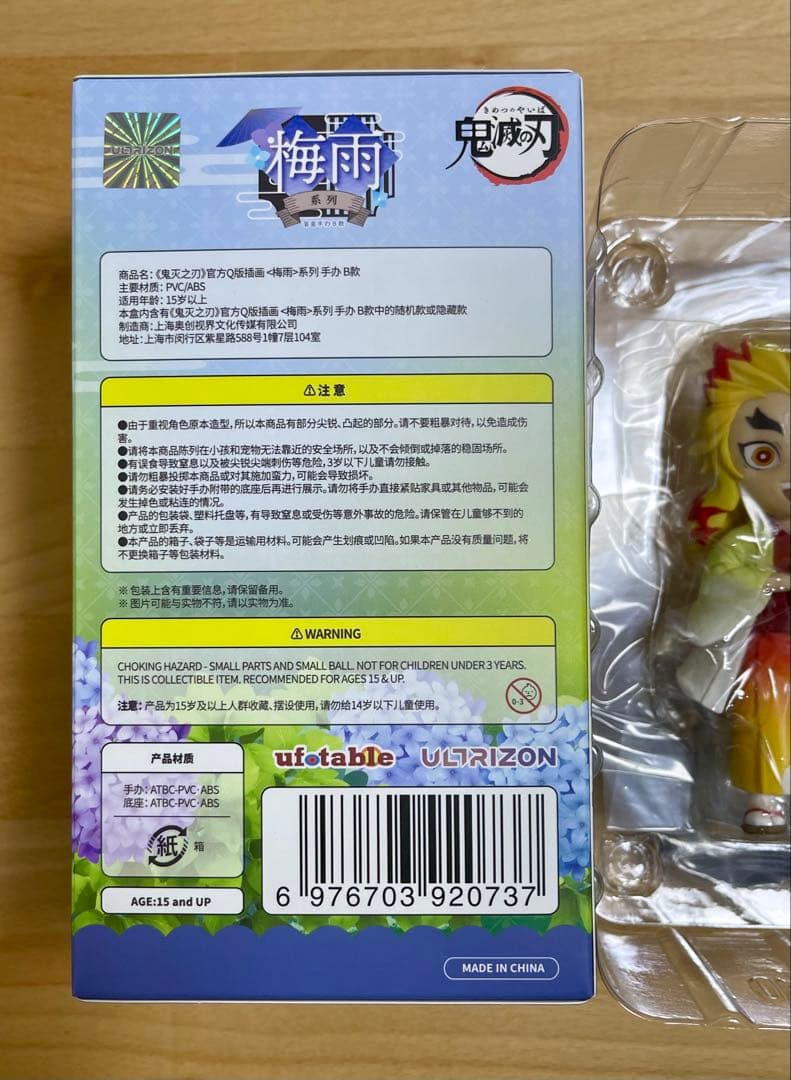 ULTRIZON
梅雨
系列
盲盒手办B款
きめつのやいば
鬼滅の刃
商品名:《鬼灭之刃》官方Q版插画 <梅雨>系列 手办 B款
主要材质: PVC/ABS
适用年龄: 15岁以上
本盒内含有《鬼灭之刃》官方Q版插画 <梅雨>系列 手办 B款中的随机款或隐藏款
制造商:上海奥创视界文化传媒有限公司
地址:上海市闵行区紫星路588号1幢7层104室
⚠注 意
●由于重视角色原本造型,所以本商品有部分尖锐、凸起的部分。请不要粗暴对待,以免造成伤
害。
●请将本商品陈列在小孩和宠物无法靠近的安全场所,以及不会倾倒或掉落的稳固场所。
●有误食导致窒息以及被尖锐尖端刺伤等危险,3岁以下儿童请勿接触。
●请勿粗暴投掷本商品或对其施加蛮力,可能会导致损坏。
●请务必安装好手办附带的底座后再进行展示。请勿将手办直接紧贴家具或其他物品,可能会
发生掉色或粘连的情况。
●产品的包装袋、塑料托盘等,有导致窒息或受伤等意外事故的危险。请保管在儿童够不到的
地方或立即丢弃。
●本产品的箱子、袋子等是运输用材料。可能会产生划痕或凹陷。如果本产品没有质量问题,将
不更换箱子等包装材料。
※ 包装上含有重要信息,请保留备用。
※ 图片可能与实物不符,请以实物为准。
⚠WARNING
CHOKING HAZARD - SMALL PARTS AND SMALL BALL. NOT FOR CHILDREN UNDER 3 YEARS.
THIS IS COLLECTIBLE ITEM. RECOMMENDED FOR AGES 15 & UP.
注意: 产品为15岁及以上人群收藏、摆设使用,请勿给14岁以下儿童使用。
0-3
产品材质
手办: ATBC-PVC·ABS
底座: ATBC-PVC·ABS
紙 箱
AGE:15 and UP
ufotable ULTRIZON
6 976703 920737
MADE IN CHINA